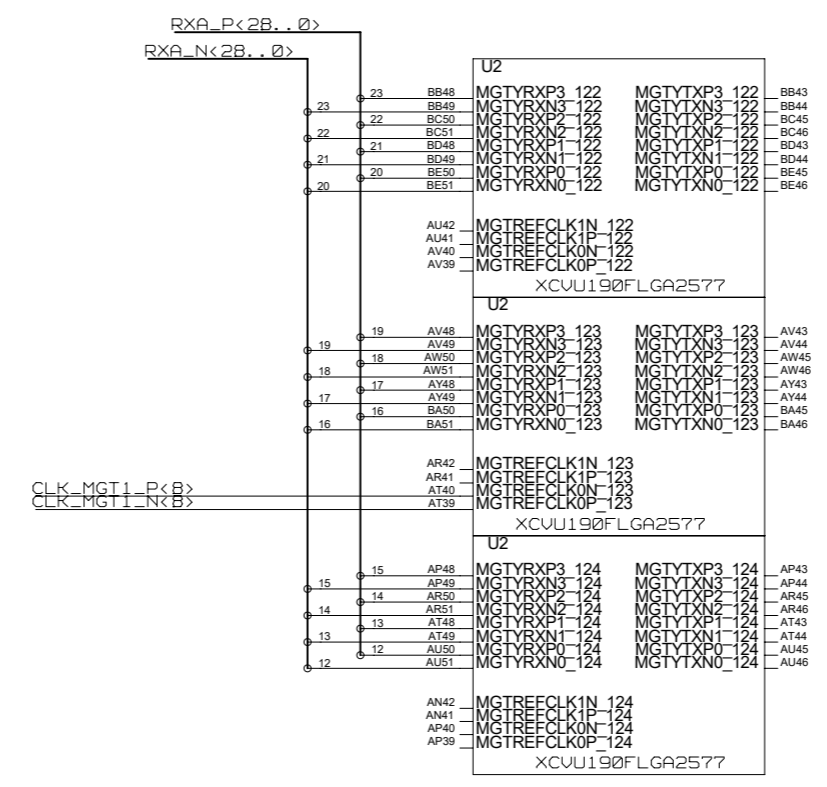 RXA_P<28..0>
RXA_N<28..0>
U2
23 BB48 MGTYRXP3_122 MGTYTXP3_122 BB43
23 BB49 MGTYRXN3_122 MGTYTXN3_122 BB44
22 BC50 MGTYRXP2_122 MGTYTXP2_122 BC45
22 BC51 MGTYRXN2_122 MGTYTXN2_122 BC46
21 BD48 MGTYRXP1_122 MGTYTXP1_122 BD43
21 BD49 MGTYRXN1_122 MGTYTXN1_122 BD44
20 BE50 MGTYRXP0_122 MGTYTXP0_122 BE45
20 BE51 MGTYRXN0_122 MGTYTXN0_122 BE46
AU42 MGTREFCLK1N_122
AU41 MGTREFCLK1P_122
AV40 MGTREFCLK0N_122
AV39 MGTREFCLK0P_122
XCVU190FLGA2577
U2
19 AV48 MGTYRXP3_123 MGTYTXP3_123 AV43
19 AV49 MGTYRXN3_123 MGTYTXN3_123 AV44
18 AW50 MGTYRXP2_123 MGTYTXP2_123 AW45
18 AW51 MGTYRXN2_123 MGTYTXN2_123 AW46
17 AY48 MGTYRXP1_123 MGTYTXP1_123 AY43
17 AY49 MGTYRXN1_123 MGTYTXN1_123 AY44
16 BA50 MGTYRXP0_123 MGTYTXP0_123 BA45
16 BA51 MGTYRXN0_123 MGTYTXN0_123 BA46
AR42 MGTREFCLK1N_123
AR41 MGTREFCLK1P_123
CLK_MGT1_P<8> AT40 MGTREFCLK0N_123
CLK_MGT1_N<8> AT39 MGTREFCLK0P_123
XCVU190FLGA2577
U2
15 AP48 MGTYRXP3_124 MGTYTXP3_124 AP43
15 AP49 MGTYRXN3_124 MGTYTXN3_124 AP44
14 AR50 MGTYRXP2_124 MGTYTXP2_124 AR45
14 AR51 MGTYRXN2_124 MGTYTXN2_124 AR46
13 AT48 MGTYRXP1_124 MGTYTXP1_124 AT43
13 AT49 MGTYRXN1_124 MGTYTXN1_124 AT44
12 AU50 MGTYRXP0_124 MGTYTXP0_124 AU45
12 AU51 MGTYRXN0_124 MGTYTXN0_124 AU46
AN42 MGTREFCLK1N_124
AN41 MGTREFCLK1P_124
AP40 MGTREFCLK0N_124
AP39 MGTREFCLK0P_124
XCVU190FLGA2577